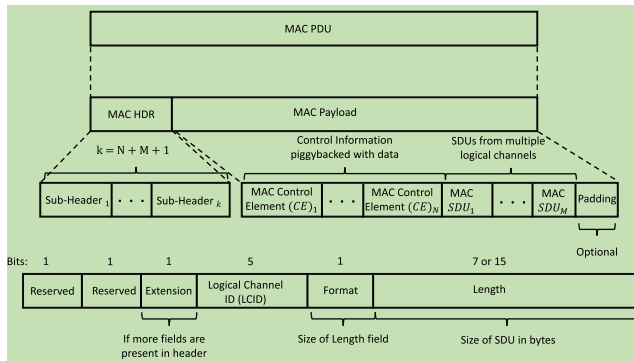 MAC PDU
MAC HDR
MAC Payload
k = N + M + 1
Control Information
piggybacked with data
SDUs from multiple
logical channels
Sub-Header 1
· · ·
Sub-Header k
MAC Control
Element (CE)1
· · ·
MAC Control
Element (CE)N
MAC
SDU1
· · ·
MAC
SDUM
Padding
Optional
Bits: 1 1 1 5 1 7 or 15
Reserved
Reserved
Extension
Logical Channel
ID (LCID)
Format
Length
If more fields are
present in header
Size of Length field
Size of SDU in bytes